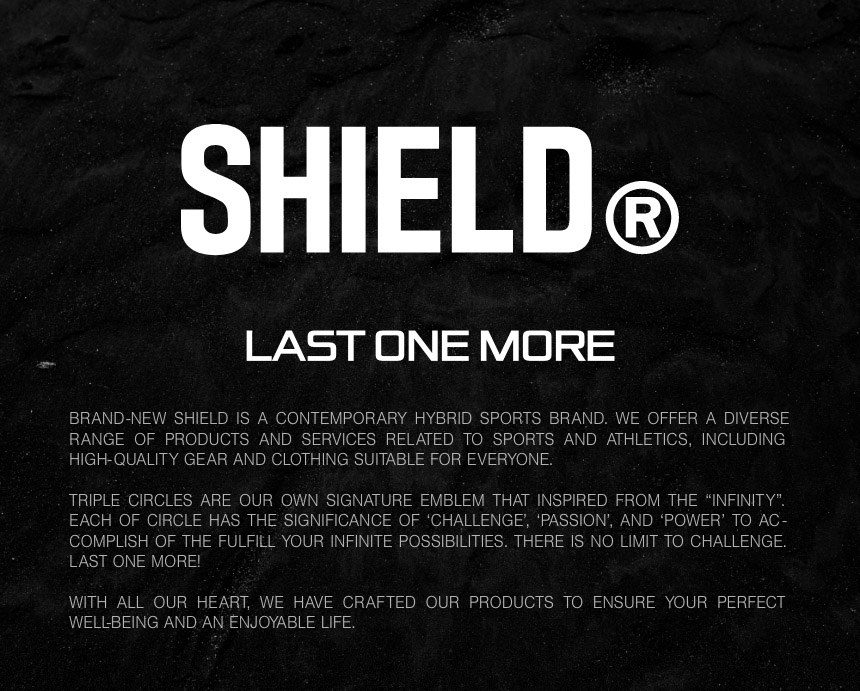 SHIELD®
LAST ONE MORE
BRAND-NEW SHIELD IS A CONTEMPORARY HYBRID SPORTS BRAND. WE OFFER A DIVERSE
RANGE OF PRODUCTS AND SERVICES RELATED TO SPORTS AND ATHLETICS, INCLUDING
HIGH-QUALITY GEAR AND CLOTHING SUITABLE FOR EVERYONE.
TRIPLE CIRCLES ARE OUR OWN SIGNATURE EMBLEM THAT INSPIRED FROM THE “INFINITY”.
EACH OF CIRCLE HAS THE SIGNIFICANCE OF ‘CHALLENGE’, ‘PASSION’, AND ‘POWER’ TO AC-
COMPLISH OF THE FULFILL YOUR INFINITE POSSIBILITIES. THERE IS NO LIMIT TO CHALLENGE.
LAST ONE MORE!
WITH ALL OUR HEART, WE HAVE CRAFTED OUR PRODUCTS TO ENSURE YOUR PERFECT
WELL-BEING AND AN ENJOYABLE LIFE.